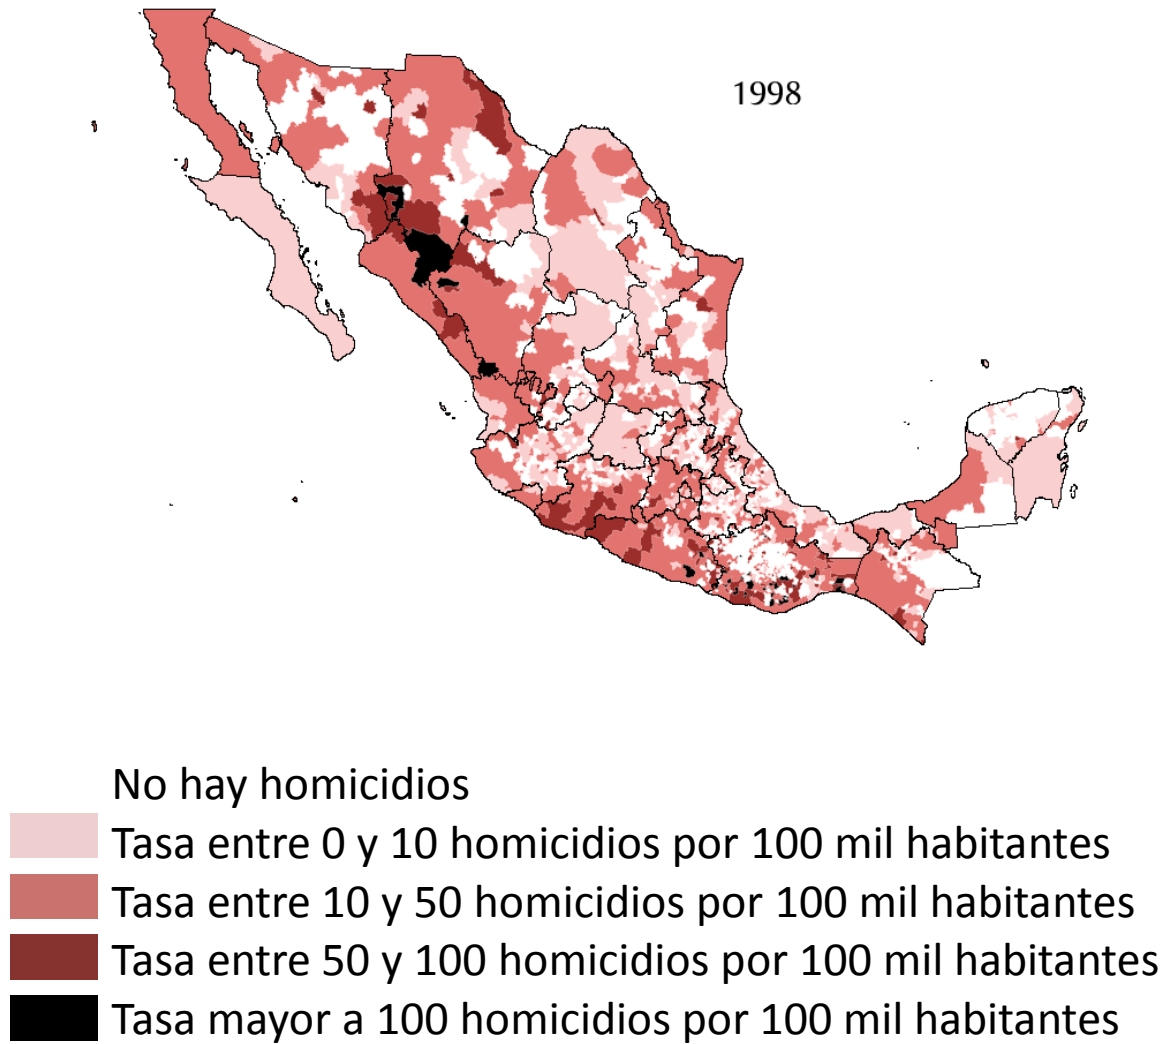 1998
No hay homicidios
Tasa entre 0 y 10 homicidios por 100 mil habitantes
Tasa entre 10 y 50 homicidios por 100 mil habitantes
Tasa entre 50 y 100 homicidios por 100 mil habitantes
Tasa mayor a 100 homicidios por 100 mil habitantes